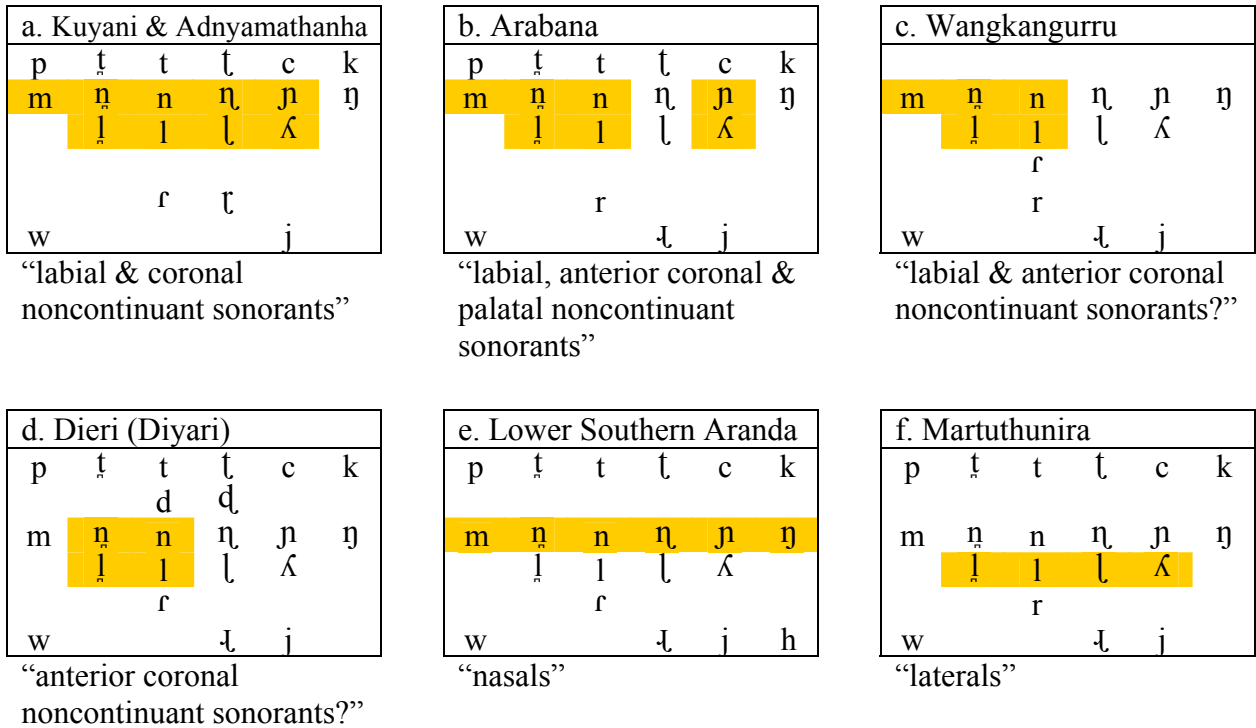 a. Kuyani & Adnyamathanha
p t̪ t ʈ c k
m n̪ n ɳ ɲ ŋ
l̪ l ɭ ʎ
ɾ ɽ
w j
“labial & coronal
noncontinuant sonorants”
b. Arabana
p t̪ t ʈ c k
m n̪ n ɳ ɲ ŋ
l̪ l ɭ ʎ
r
w ɻ j
“labial, anterior coronal &
palatal noncontinuant
sonorants”
c. Wangkangurru
m n̪ n ɳ ɲ ŋ
l̪ l ɭ ʎ
ɾ
r
w ɻ j
“labial & anterior coronal
noncontinuant sonorants?”
d. Dieri (Diyari)
p t̪ t ʈ c k
d ɖ
m n̪ n ɳ ɲ ŋ
l̪ l ɭ ʎ
ɾ
w ɻ j
“anterior coronal
noncontinuant sonorants?”
e. Lower Southern Aranda
p t̪ t ʈ c k
m n̪ n ɳ ɲ ŋ
l̪ l ɭ ʎ
ɾ
w ɻ j h
“nasals”
f. Martuthunira
p t̪ t ʈ c k
m n̪ n ɳ ɲ ŋ
l̪ l ɭ ʎ
r
w ɻ j
“laterals”